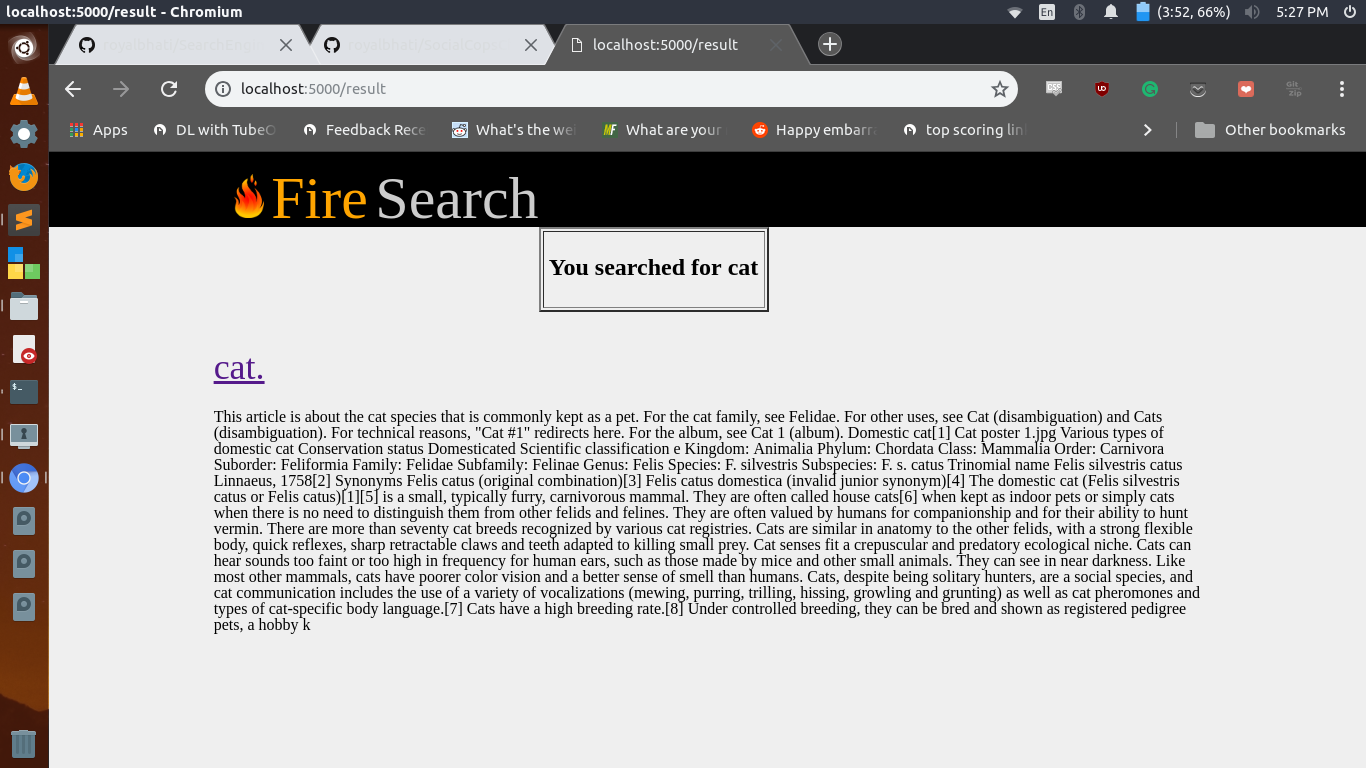 localhost:5000/result - Chromium
En
(3:52, 66%)
5:27 PM
royalbhati/SearchEng
royalbhati/SocialCop
localhost:5000/result
localhost:5000/result
CSS
UD
Git
Zip
Apps
DL with TubeO
Feedback Rece
What's the wei
MF
What are your
Happy embarra
top scoring lin
Other bookmarks
Fire Search
You searched for cat
cat.
This article is about the cat species that is commonly kept as a pet. For the cat family, see Felidae. For other uses, see Cat (disambiguation) and Cats
(disambiguation). For technical reasons, "Cat #1" redirects here. For the album, see Cat 1 (album). Domestic cat[1] Cat poster 1.jpg Various types of
domestic cat Conservation status Domesticated Scientific classification e Kingdom: Animalia Phylum: Chordata Class: Mammalia Order: Carnivora
Suborder: Feliformia Family: Felidae Subfamily: Felinae Genus: Felis Species: F. silvestris Subspecies: F. s. catus Trinomial name Felis silvestris catus
Linnaeus, 1758[2] Synonyms Felis catus (original combination)[3] Felis catus domestica (invalid junior synonym)[4] The domestic cat (Felis silvestris
catus or Felis catus)[1][5] is a small, typically furry, carnivorous mammal. They are often called house cats[6] when kept as indoor pets or simply cats
when there is no need to distinguish them from other felids and felines. They are often valued by humans for companionship and for their ability to hunt
vermin. There are more than seventy cat breeds recognized by various cat registries. Cats are similar in anatomy to the other felids, with a strong flexible
body, quick reflexes, sharp retractable claws and teeth adapted to killing small prey. Cat senses fit a crepuscular and predatory ecological niche. Cats can
hear sounds too faint or too high in frequency for human ears, such as those made by mice and other small animals. They can see in near darkness. Like
most other mammals, cats have poorer color vision and a better sense of smell than humans. Cats, despite being solitary hunters, are a social species, and
cat communication includes the use of a variety of vocalizations (mewing, purring, trilling, hissing, growling and grunting) as well as cat pheromones and
types of cat-specific body language.[7] Cats have a high breeding rate.[8] Under controlled breeding, they can be bred and shown as registered pedigree
pets, a hobby k